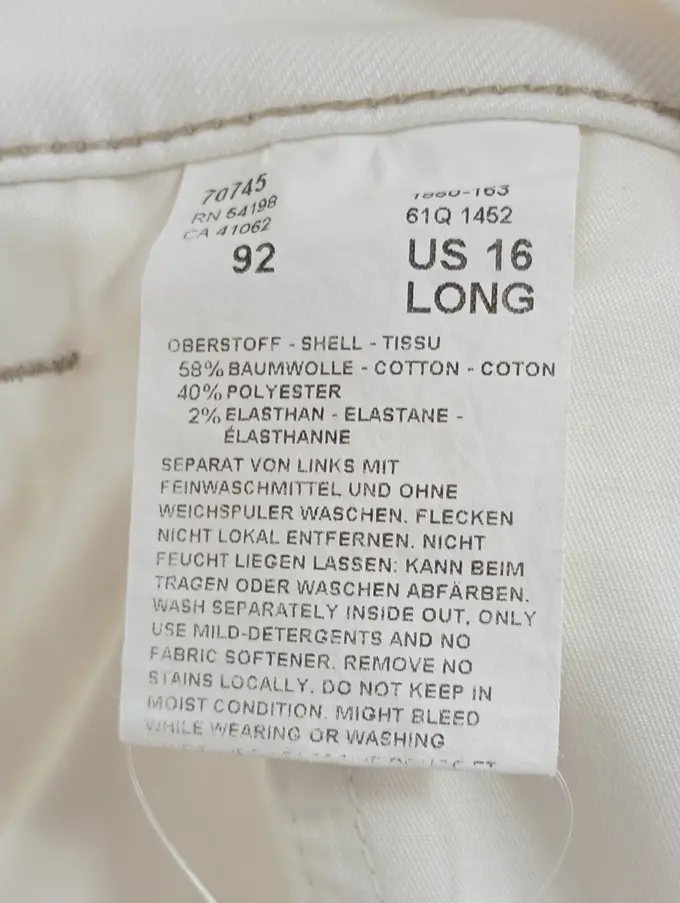 70745
RN 54198
CA 41062
92
61Q 1452
US 16
LONG
OBERSTOFF - SHELL - TISSU
58% BAUMWOLLE - COTTON - COTON
40% POLYESTER
2% ELASTHAN - ELASTANE -
ÉLASTHANNE
SEPARAT VON LINKS MIT
FEINWASCHMITTEL UND OHNE
WEICHSPULER WASCHEN. FLECKEN
NICHT LOKAL ENTFERNEN. NICHT
FEUCHT LIEGEN LASSEN: KANN BEIM
TRAGEN ODER WASCHEN ABFÄRBEN.
WASH SEPARATELY INSIDE OUT, ONLY
USE MILD-DETERGENTS AND NO
FABRIC SOFTENER. REMOVE NO
STAINS LOCALLY. DO NOT KEEP IN
MOIST CONDITION. MIGHT BLEED
WHILE WEARING OR WASHING